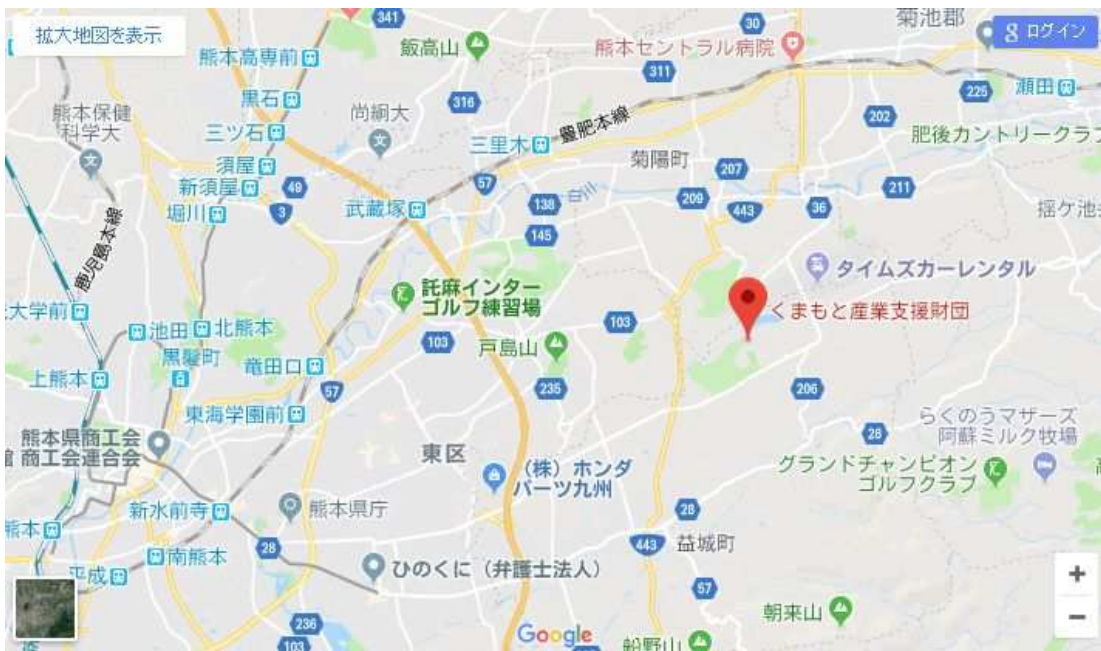 拡大地図を表示
341
30
菊池郡
ログイン
飯高山
熊本セントラル病院
熊本高専前
311
225
瀬田
黒石
316
202
熊本保健
科学大
尚絅大
三ツ石
三里木
豊肥本線
肥後カントリークラブ
須屋
菊陽町
207
新須屋
49
57
209
211
堀川
3
武蔵塚
138
白川
443
36
145
鹿児島本線
タイムズカーレンタル
託麻インター
ゴルフ練習場
くまもと産業支援財団
大学前
池田
北熊本
103
103
黒髪町
戸島山
竜田口
上熊本
57
235
206
東海学園前
28
らくのうマザーズ
阿蘇ミルク牧場
熊本県商工会
館 商工会連合会
東区
(株)ホンダ
パーツ九州
グランドチャンピオン
ゴルフクラブ
新水前寺
熊本県庁
28
熊本
443
益城町
南熊本
28
平成
ひのくに(弁護士法人)
57
朝来山
236
103
Google
船野山
+
−